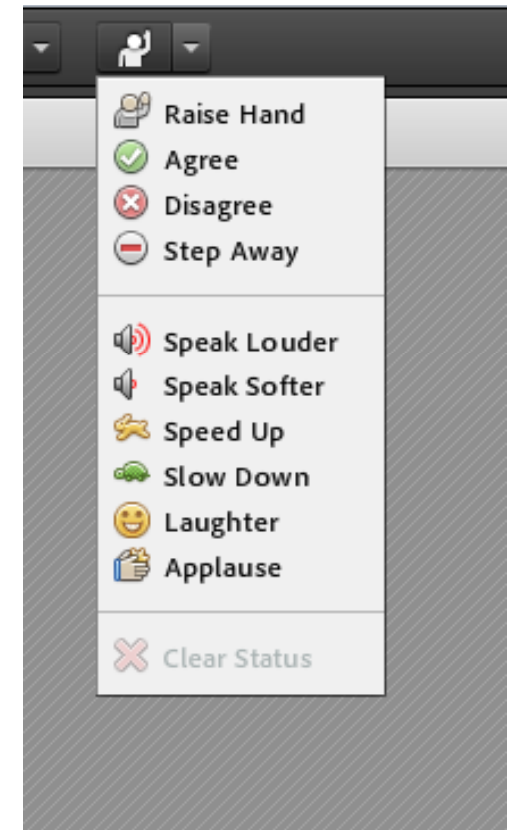 Raise Hand
Agree
Disagree
Step Away
Speak Louder
Speak Softer
Speed Up
Slow Down
Laughter
Applause
Clear Status